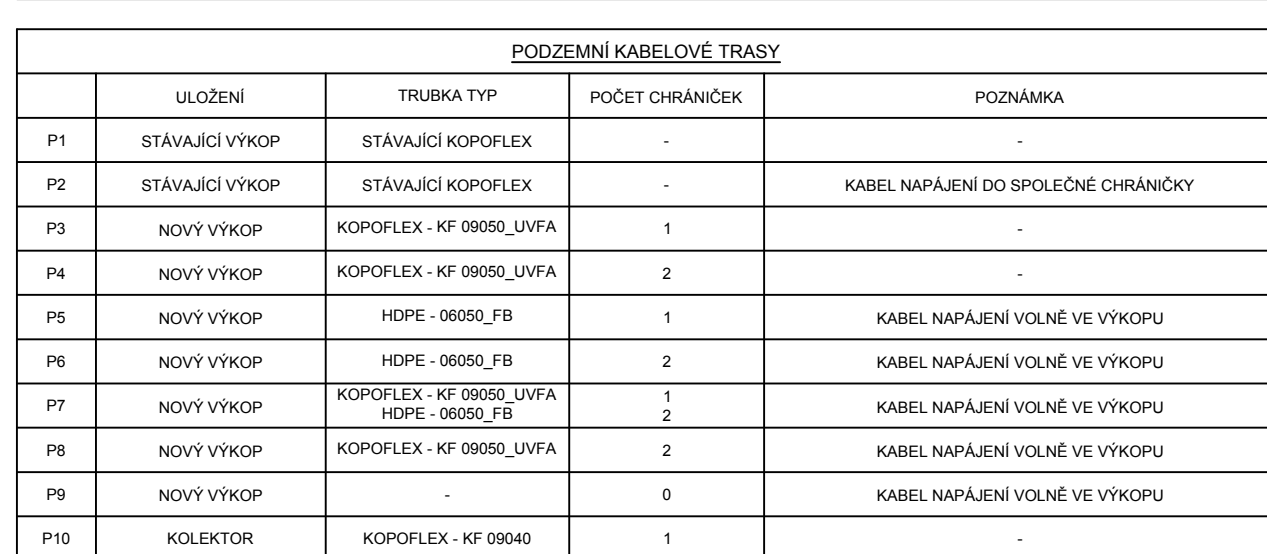 PODZEMNÍ KABELOVÉ TRASY
ULOŽENÍ TRUBKA TYP POČET CHRÁNIČEK POZNÁMKA
P1 STÁVAJÍCÍ VÝKOP STÁVAJÍCÍ KOPOFLEX - -
P2 STÁVAJÍCÍ VÝKOP STÁVAJÍCÍ KOPOFLEX - KABEL NAPÁJENÍ DO SPOLEČNÉ CHRÁNIČKY
P3 NOVÝ VÝKOP KOPOFLEX - KF 09050_UVFA 1 -
P4 NOVÝ VÝKOP KOPOFLEX - KF 09050_UVFA 2 -
P5 NOVÝ VÝKOP HDPE - 06050_FB 1 KABEL NAPÁJENÍ VOLNĚ VE VÝKOPU
P6 NOVÝ VÝKOP HDPE - 06050_FB 2 KABEL NAPÁJENÍ VOLNĚ VE VÝKOPU
P7 NOVÝ VÝKOP KOPOFLEX - KF 09050_UVFA 1 KABEL NAPÁJENÍ VOLNĚ VE VÝKOPU
HDPE - 06050_FB 2
P8 NOVÝ VÝKOP KOPOFLEX - KF 09050_UVFA 2 KABEL NAPÁJENÍ VOLNĚ VE VÝKOPU
P9 NOVÝ VÝKOP - 0 KABEL NAPÁJENÍ VOLNĚ VE VÝKOPU
P10 KOLEKTOR KOPOFLEX - KF 09040 1 -